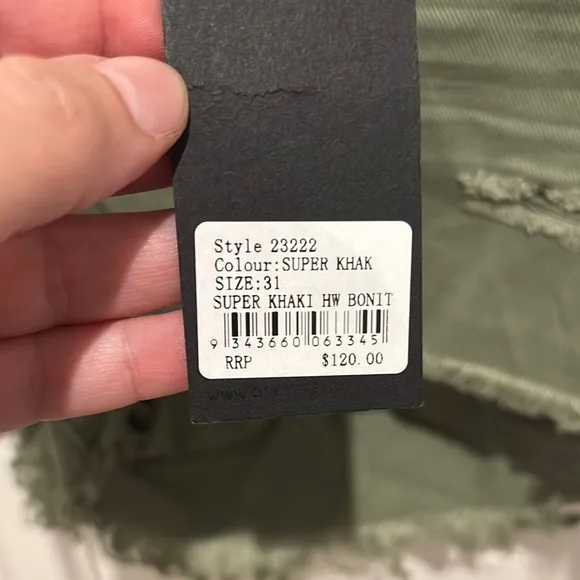 Style 23222
Colour:SUPER KHAK
SIZE:31
SUPER KHAKI HW BONIT
9 343660 063345
RRP $120.00